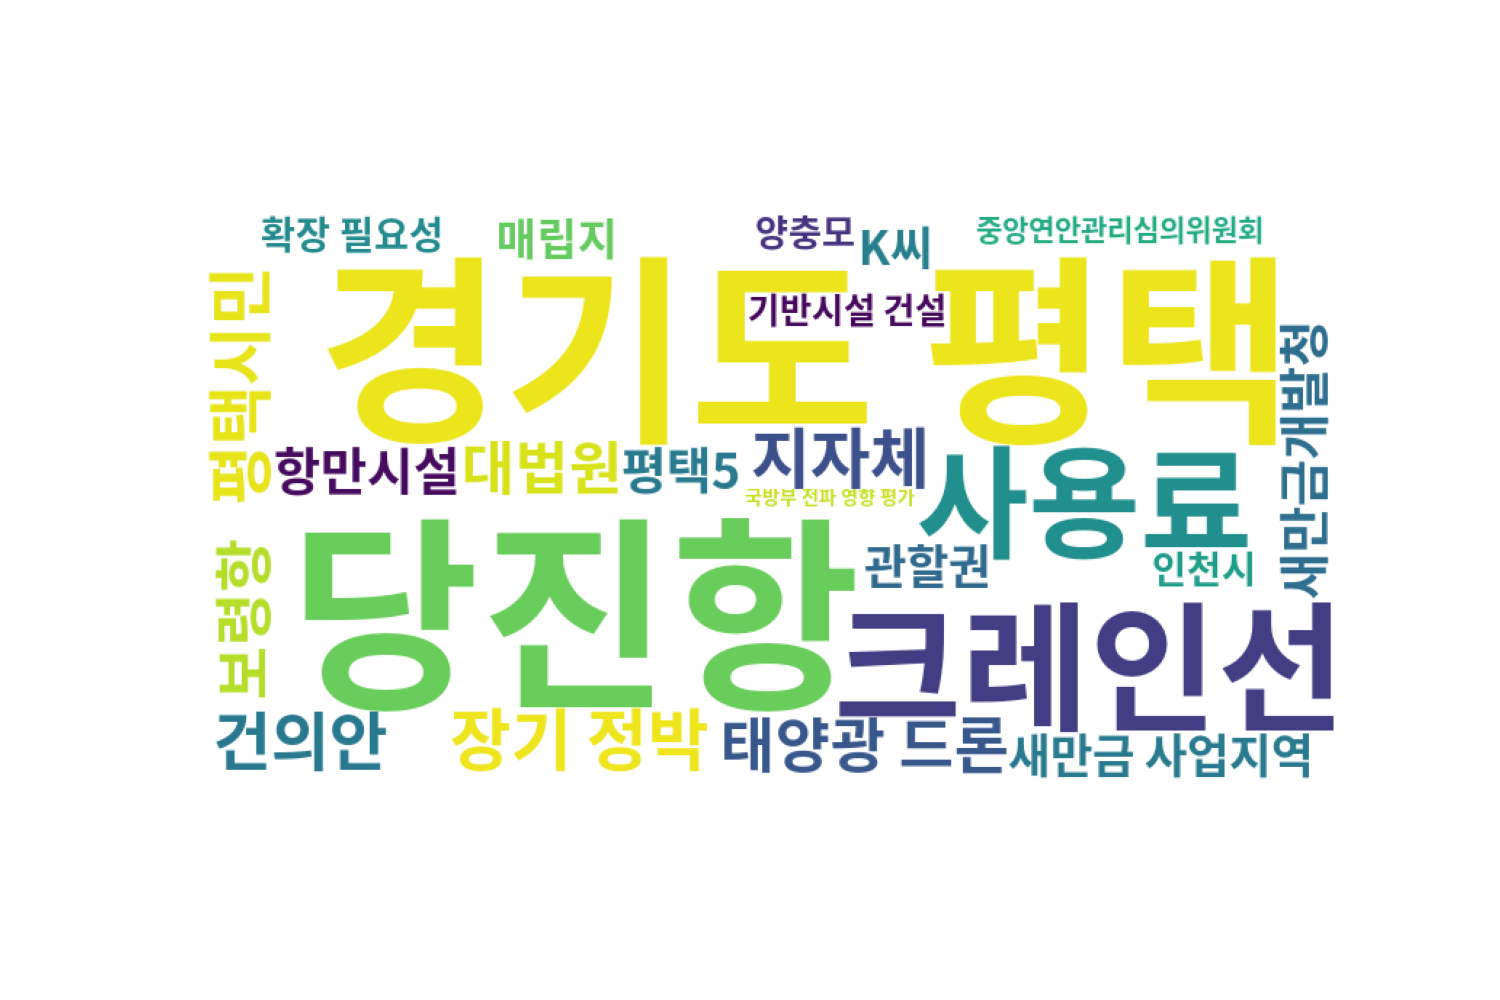 확장 필요성
매립지
양충모
K씨
중앙연안관리심의위원회
경기도 평택
기반시설 건설
평택시민
새만금개발청
항만시설
대법원
평택5
지자체
사용료
국방부 전파 영향 평가
당진항
관할권
인천시
보령항
크레인선
건의안
장기 정박
태양광 드론
새만금 사업지역